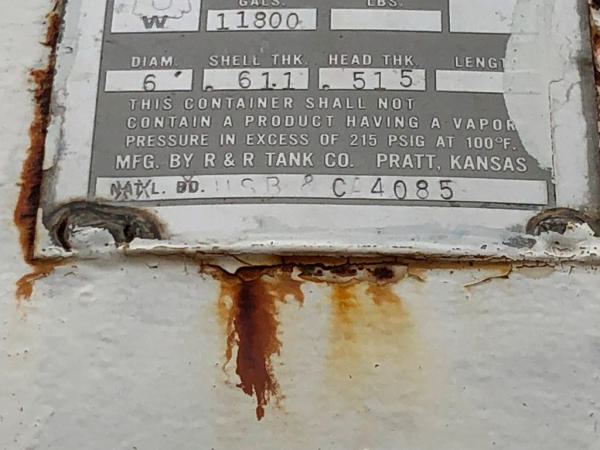 GALS. LBS.
W 11800
DIAM. SHELL THK. HEAD THK.
6' .611 .515
THIS CONTAINER SHALL NOT
CONTAIN A PRODUCT HAVING A VAPOR
PRESSURE IN EXCESS OF 215 PSIG AT 100°F.
MFG. BY R & R TANK CO. PRATT, KANSAS
NAT'L. BD. C 4085